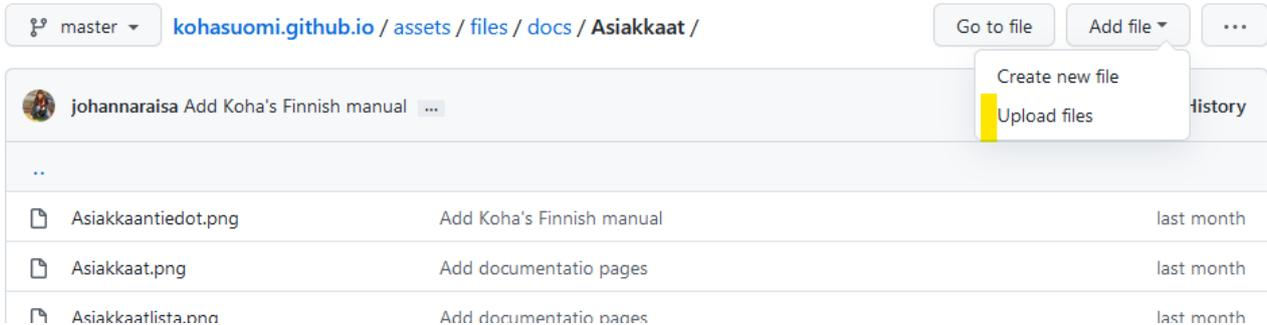 master kohasuomi.github.io / assets / files / docs / Asiakkaat / Go to file Add file ...
Create new file
johannaraisa Add Koha's Finnish manual ... History
Upload files
..
Asiakkaantiedot.png Add Koha's Finnish manual last month
Asiakkaat.png Add documentatio pages last month
Asiakkaatlista.png Add documentatio pages last month